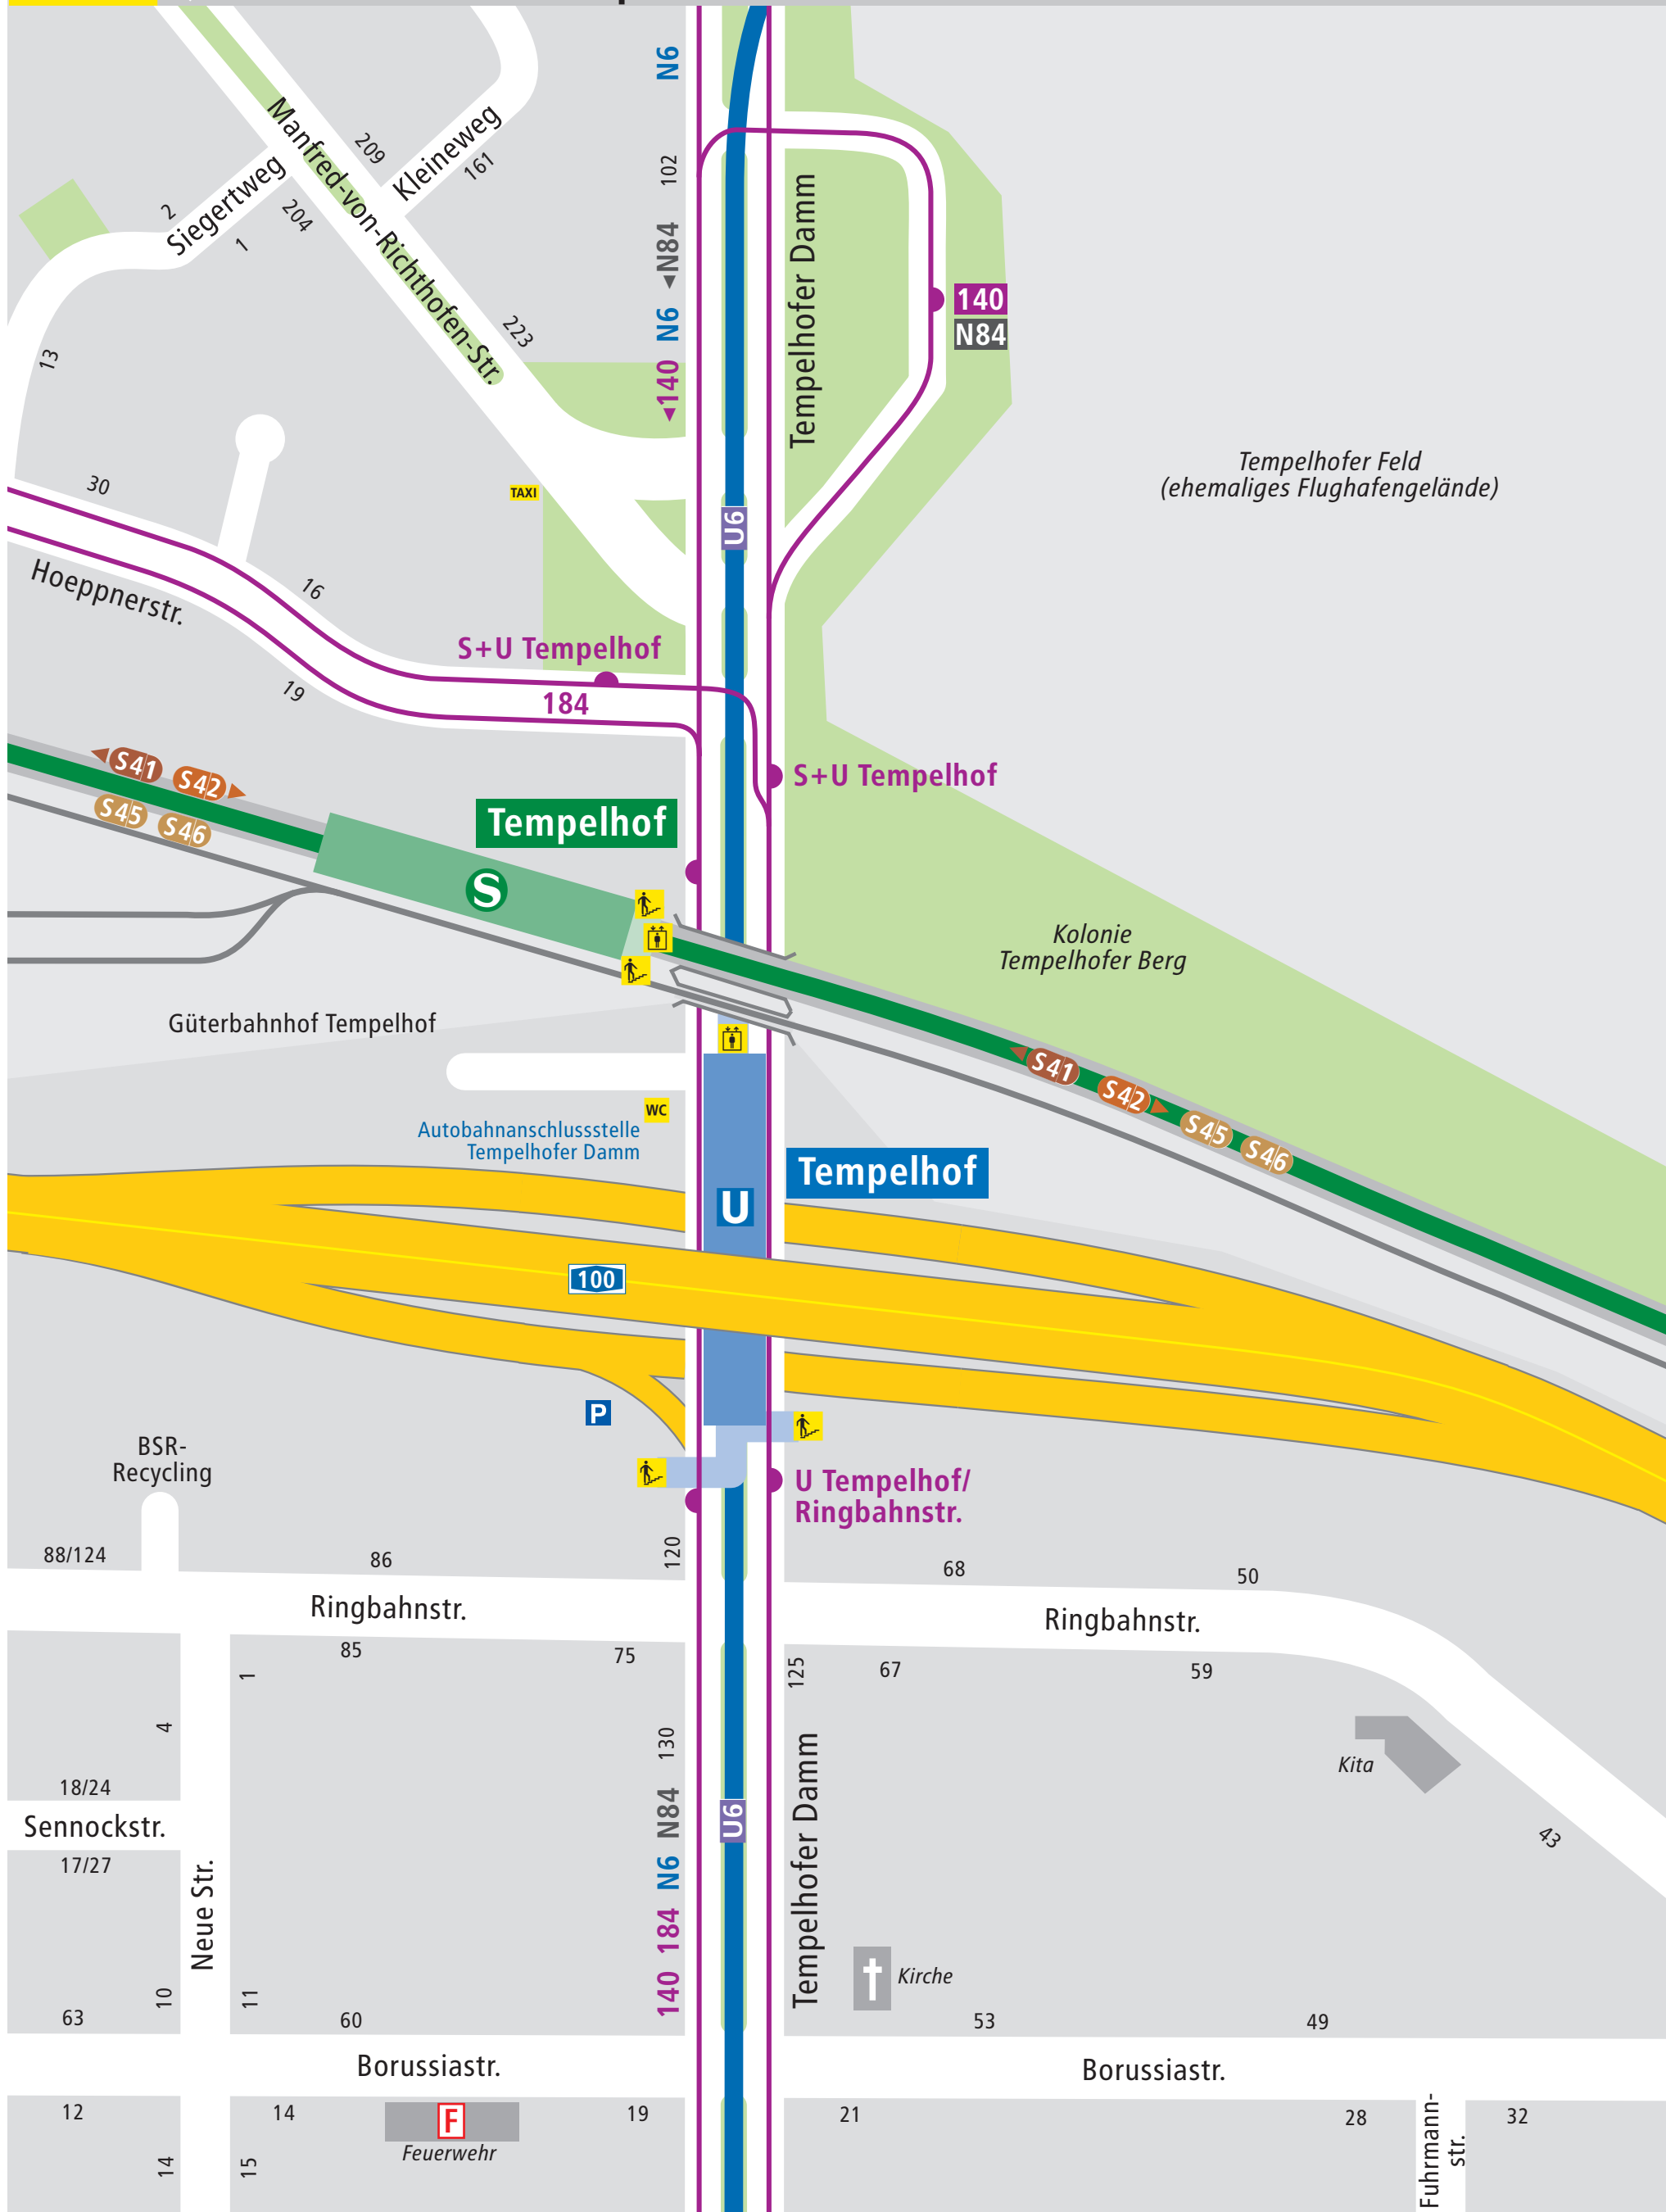 N6
Manfred-von-Richthofen-Str.
209
Kleineweg
161
102
Siegertweg
2
1
204
◄N84
Tempelhofer Damm
140
N84
N6
223
13
◄140
Tempelhofer Feld
(ehemaliges Flughafengelände)
30
TAXI
U6
Hoeppnerstr.
16
S+U Tempelhof
19
184
S41
S42
S45
S46
S+U Tempelhof
Tempelhof
S
Kolonie
Tempelhofer Berg
Güterbahnhof Tempelhof
S41
S42
S45
S46
WC
Autobahnanschlussstelle
Tempelhofer Damm
Tempelhof
U
100
P
BSR-
Recycling
U Tempelhof/
Ringbahnstr.
88/124
86
120
68
50
Ringbahnstr.
Ringbahnstr.
85
75
1
125
67
59
4
130
Kita
18/24
Sennockstr.
17/27
N84
U6
Tempelhofer Damm
43
N6
Neue Str.
184
140
Kirche
10
11
63
60
53
49
Borussiastr.
Borussiastr.
12
14
F
19
21
28
32
Feuerwehr
14
15
Fuhrmann-
str.